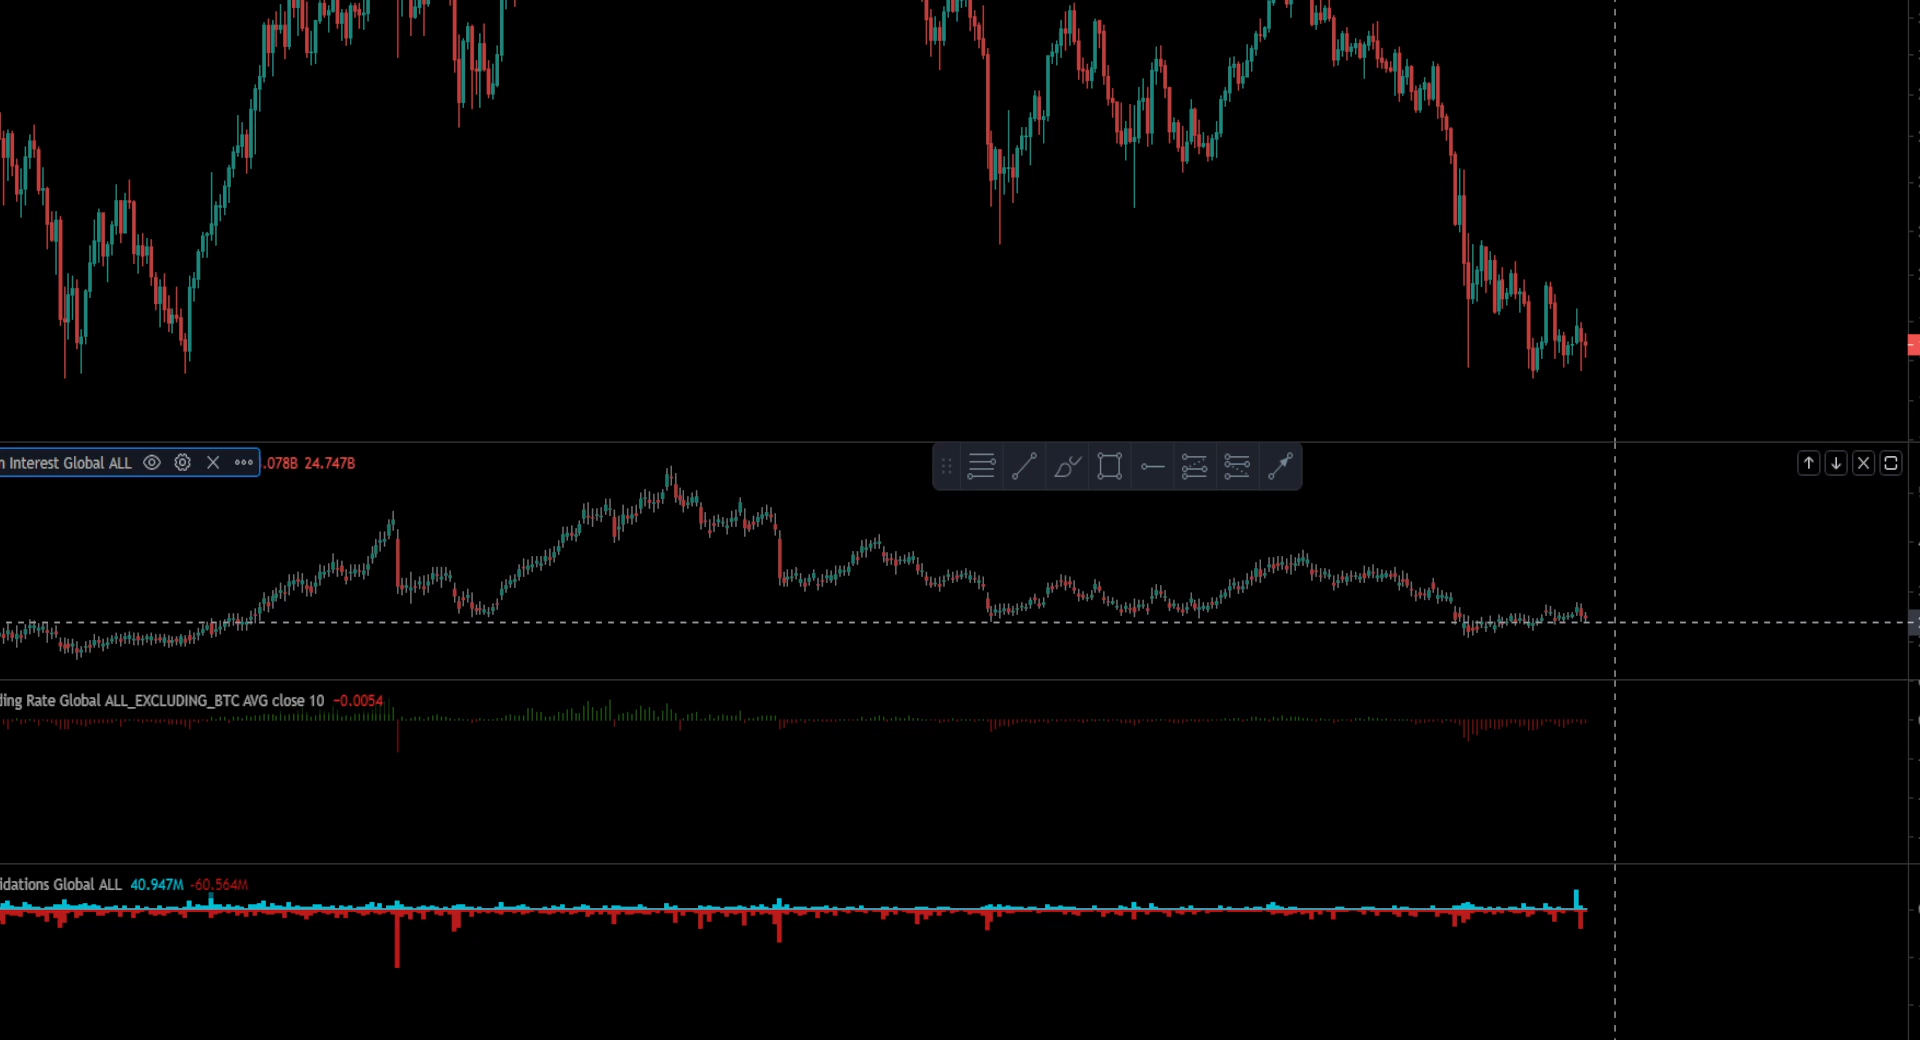 n Interest Global ALL .078B 24.747B
ding Rate Global ALL_EXCLUDING_BTC AVG close 10 −0.0054
idations Global ALL 40.947M -60.564M